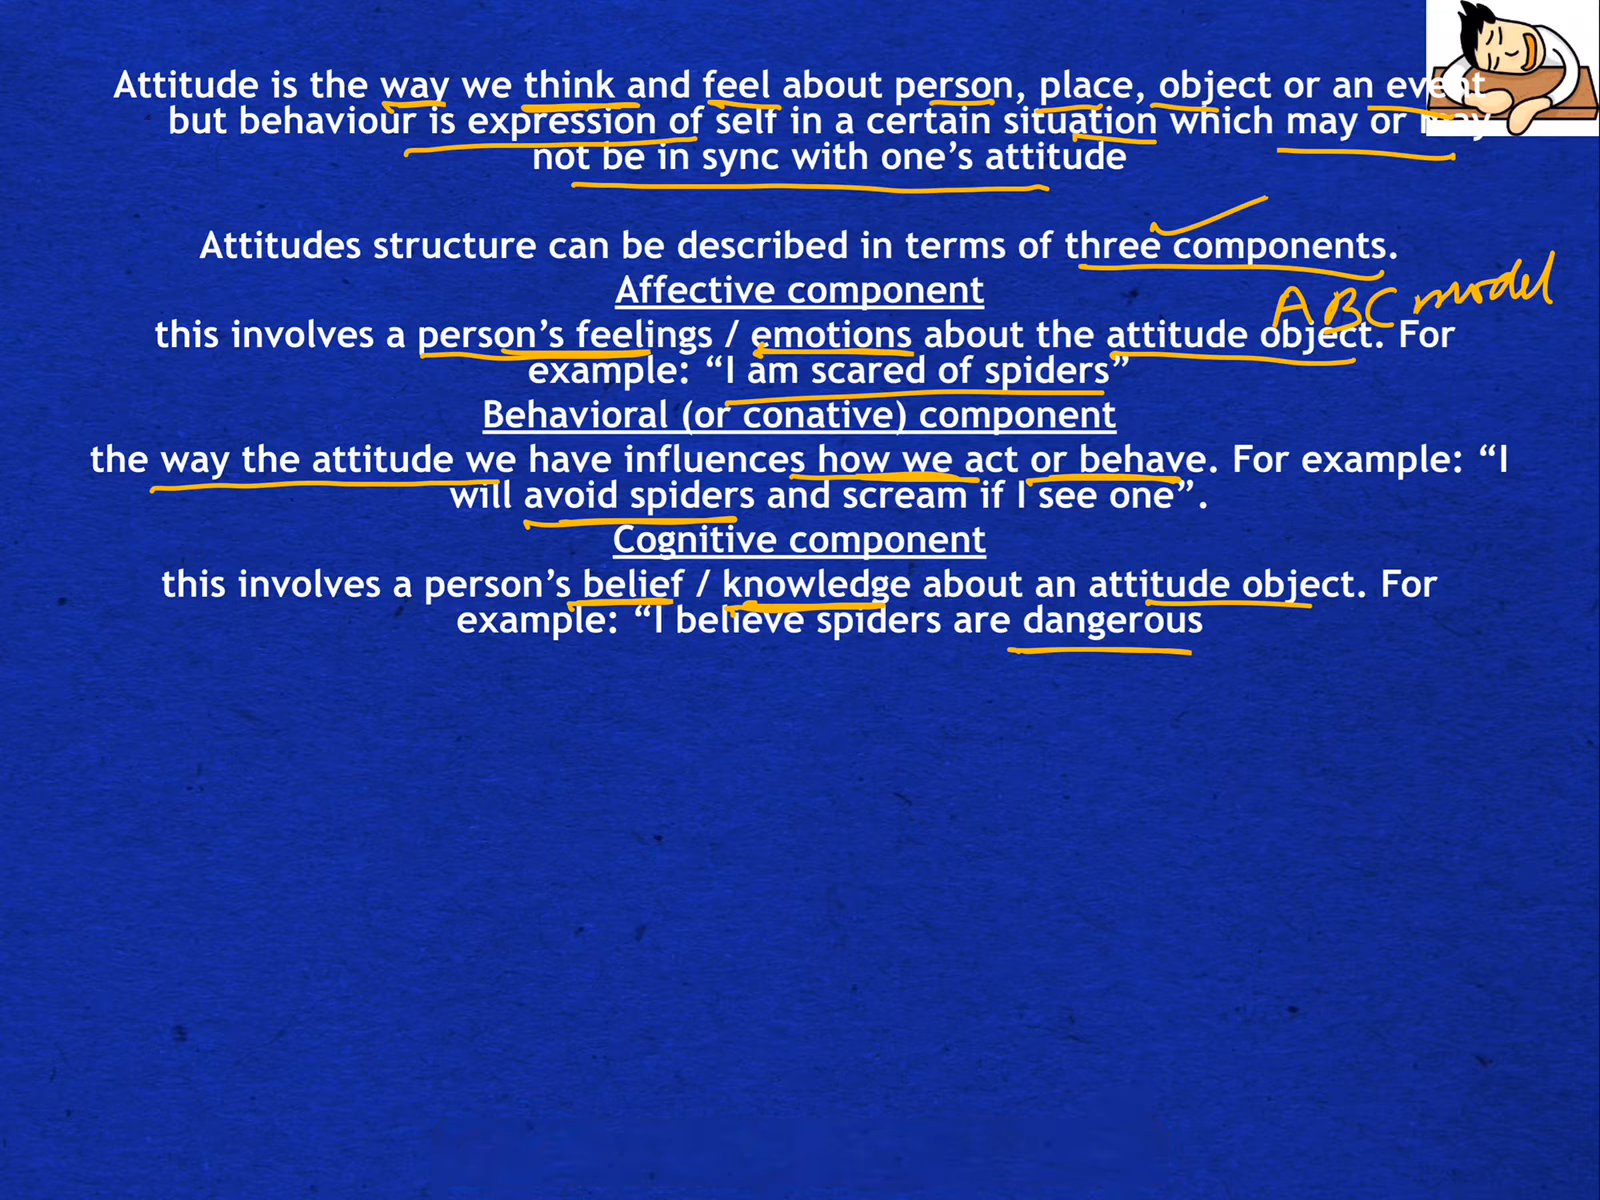 Attitude is the way we think and feel about person, place, object or an event
but behaviour is expression of self in a certain situation which may or may
not be in sync with one’s attitude
Attitudes structure can be described in terms of three components.
Affective component
ABC model
this involves a person’s feelings / emotions about the attitude object. For
example: “I am scared of spiders”
Behavioral (or conative) component
the way the attitude we have influences how we act or behave. For example: “I
will avoid spiders and scream if I see one”.
Cognitive component
this involves a person’s belief / knowledge about an attitude object. For
example: “I believe spiders are dangerous